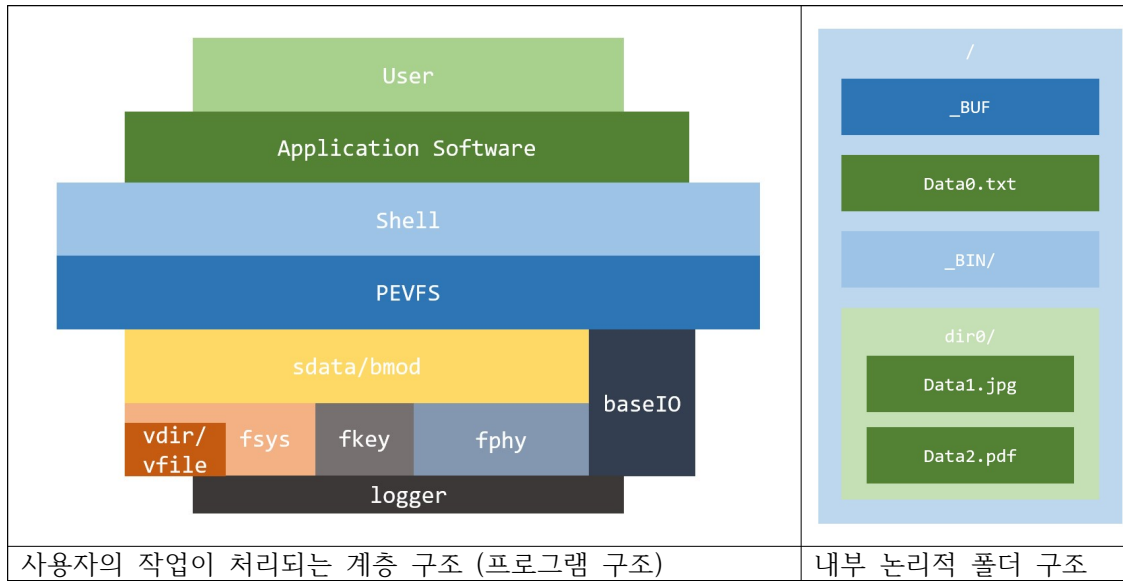 User
Application Software
Shell
PEVFS
sdata/bmod
baseIO
vdir/
vfile
fsys
fkey
fphy
logger
사용자의 작업이 처리되는 계층 구조 (프로그램 구조)
/
_BUF
Data0.txt
_BIN/
dir0/
Data1.jpg
Data2.pdf
내부 논리적 폴더 구조